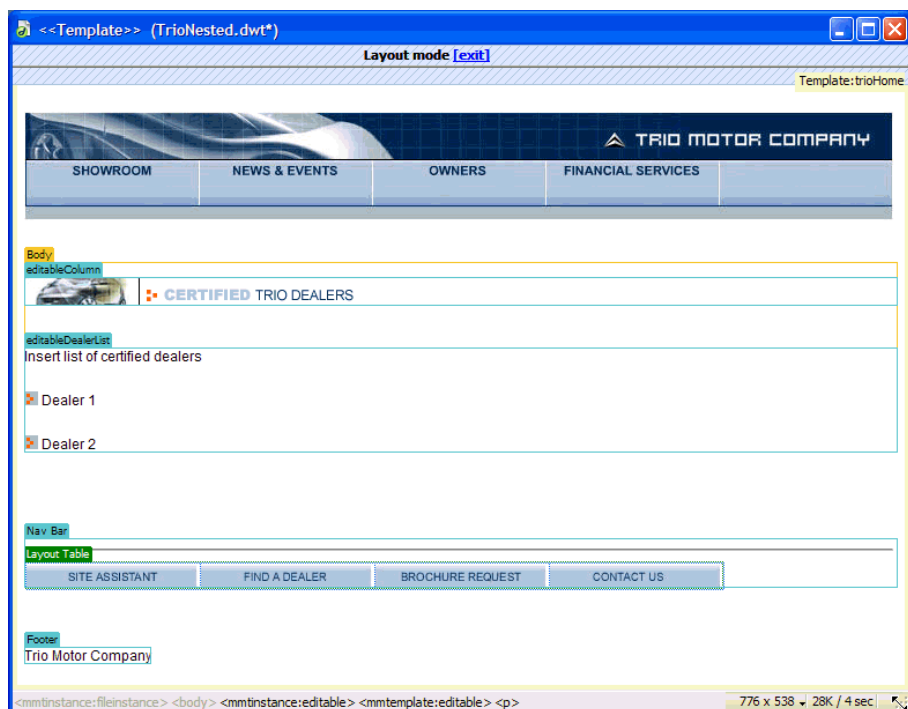 <<Template>> (TrioNested.dwt*)
Layout mode [exit]
Template:trioHome
TRIO MOTOR COMPANY
SHOWROOM NEWS & EVENTS OWNERS FINANCIAL SERVICES
Body
editableColumn
CERTIFIED TRIO DEALERS
editableDealerList
Insert list of certified dealers
Dealer 1
Dealer 2
Nav Bar
Layout Table
SITE ASSISTANT FIND A DEALER BROCHURE REQUEST CONTACT US
Footer
Trio Motor Company
<mmtinstance:fileinstance> <body> <mmtinstance:editable> <mmtemplate:editable> <p> 776 x 538 28K / 4 sec